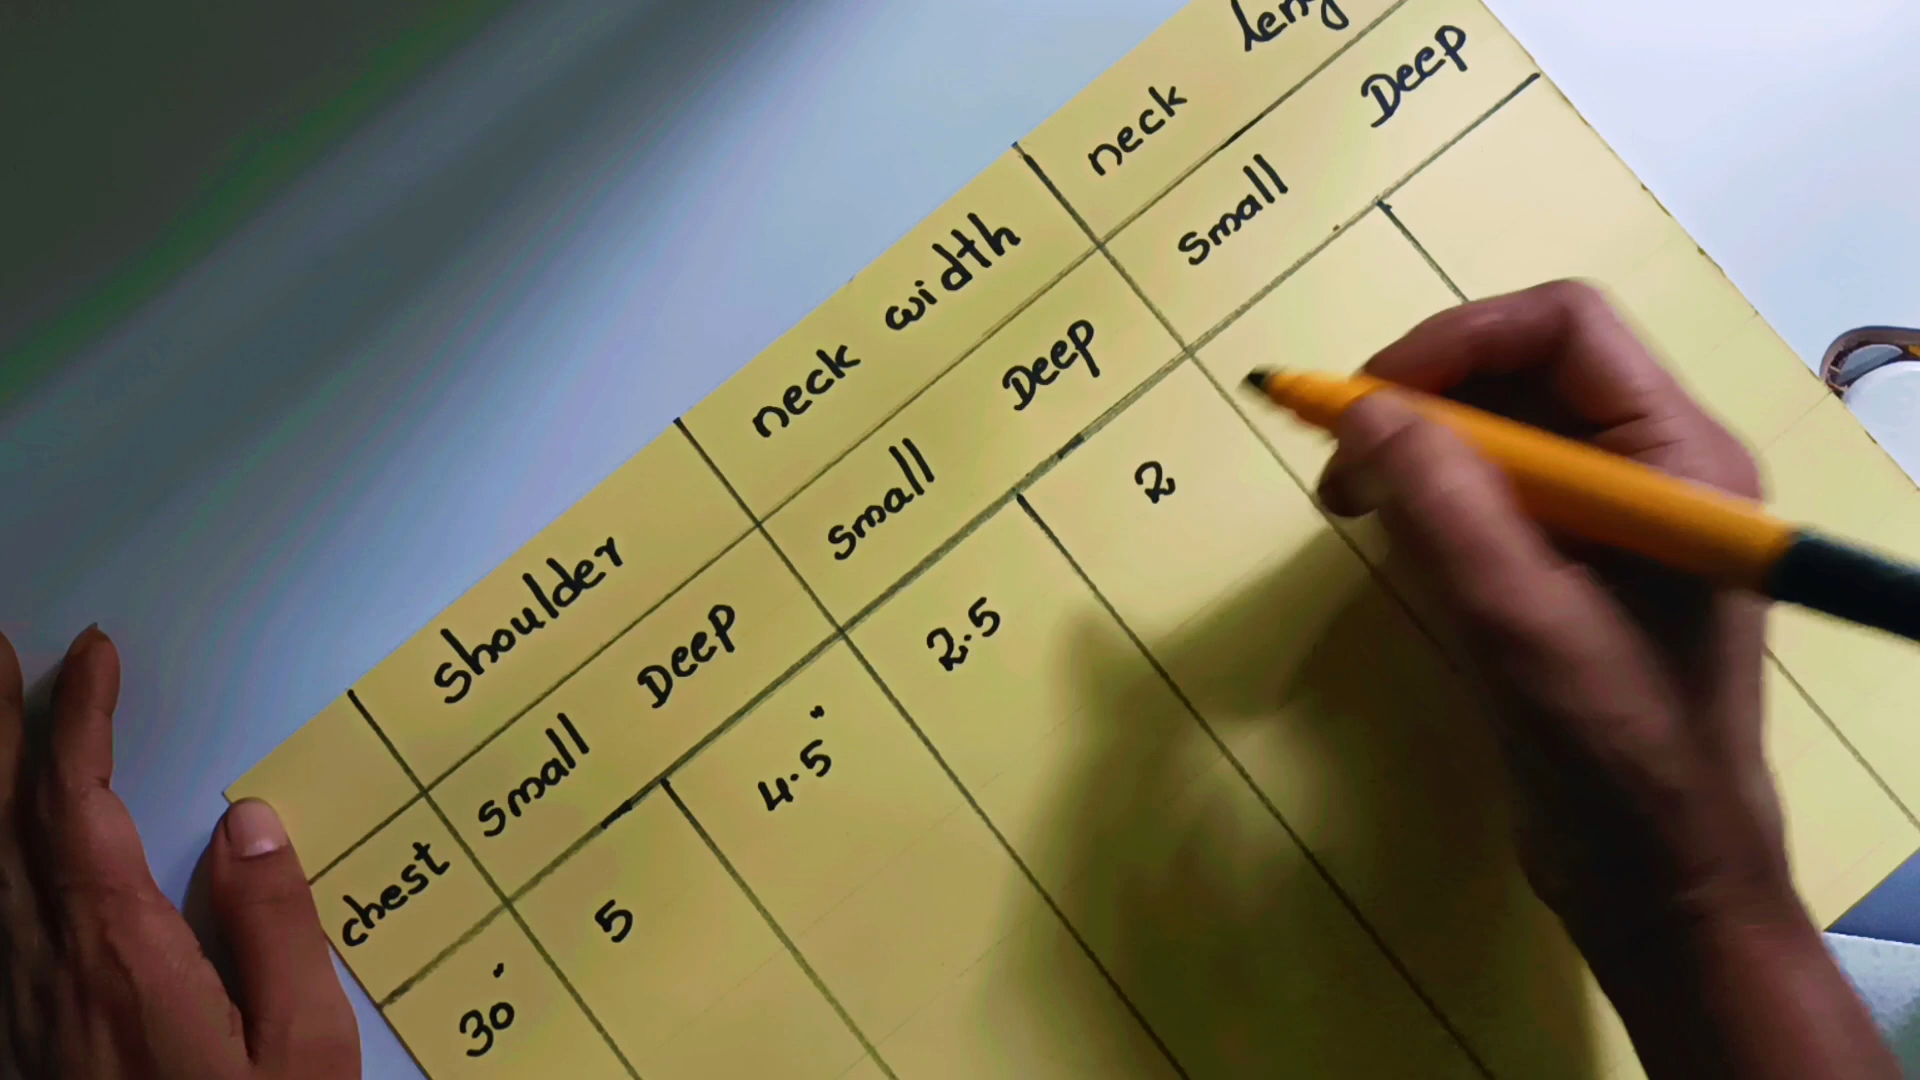 shoulder neck width neck
chest small Deep small Deep small Deep
30" 5 4.5" 2.5 2